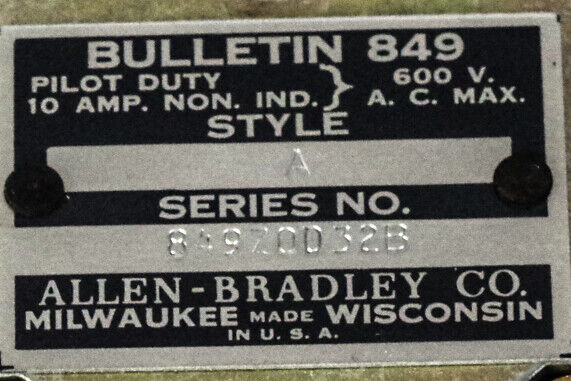 BULLETIN 849
PILOT DUTY } 600 V.
10 AMP. NON. IND. } A. C. MAX.
STYLE
A
SERIES NO.
849ZOD32B
ALLEN-BRADLEY CO.
MILWAUKEE MADE WISCONSIN
IN U. S. A.